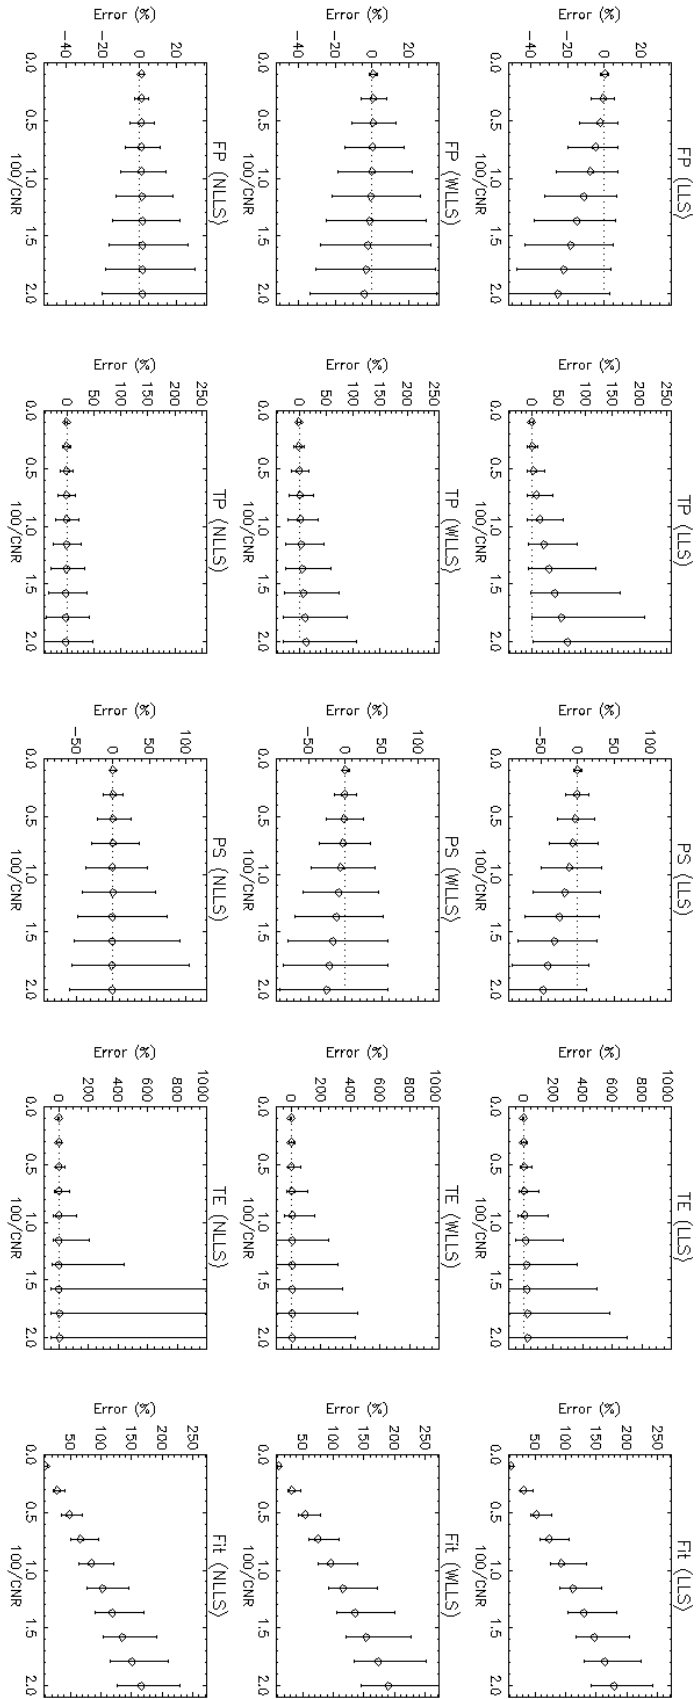 FP (LLS)
Error (%)
20
0
−20
−40
0.0 0.5 1.0 1.5 2.0
100/CNR
TP (LLS)
Error (%)
250
200
150
100
50
0
0.0 0.5 1.0 1.5 2.0
100/CNR
PS (LLS)
Error (%)
100
50
0
−50
0.0 0.5 1.0 1.5 2.0
100/CNR
TE (LLS)
Error (%)
1000
800
600
400
200
0
0.0 0.5 1.0 1.5 2.0
100/CNR
Fit (LLS)
Error (%)
250
200
150
100
50
0.0 0.5 1.0 1.5 2.0
100/CNR
FP (WLLS)
Error (%)
20
0
−20
−40
0.0 0.5 1.0 1.5 2.0
100/CNR
TP (WLLS)
Error (%)
250
200
150
100
50
0
0.0 0.5 1.0 1.5 2.0
100/CNR
PS (WLLS)
Error (%)
100
50
0
−50
0.0 0.5 1.0 1.5 2.0
100/CNR
TE (WLLS)
Error (%)
1000
800
600
400
200
0
0.0 0.5 1.0 1.5 2.0
100/CNR
Fit (WLLS)
Error (%)
250
200
150
100
50
0.0 0.5 1.0 1.5 2.0
100/CNR
FP (NLLS)
Error (%)
20
0
−20
−40
0.0 0.5 1.0 1.5 2.0
100/CNR
TP (NLLS)
Error (%)
250
200
150
100
50
0
0.0 0.5 1.0 1.5 2.0
100/CNR
PS (NLLS)
Error (%)
100
50
0
−50
0.0 0.5 1.0 1.5 2.0
100/CNR
TE (NLLS)
Error (%)
1000
800
600
400
200
0
0.0 0.5 1.0 1.5 2.0
100/CNR
Fit (NLLS)
Error (%)
250
200
150
100
50
0.0 0.5 1.0 1.5 2.0
100/CNR